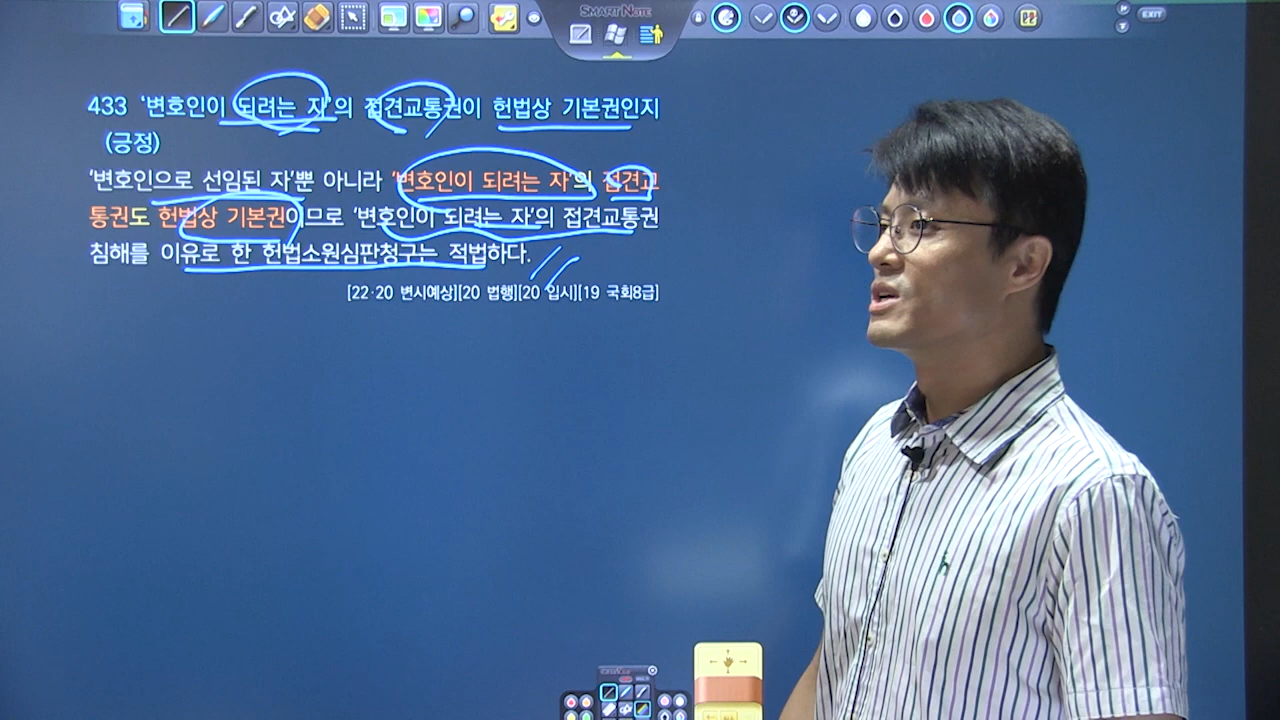 SMART NOTE
EXIT
433 '변호인이 되려는 자'의 접견교통권이 헌법상 기본권인지
(긍정)
'변호인으로 선임된 자'뿐 아니라 '변호인이 되려는 자'의 접견교
통권도 헌법상 기본권이므로 '변호인이 되려는 자'의 접견교통권
침해를 이유로 한 헌법소원심판청구는 적법하다.
[22·20 변시예상][20 법행][20 입시][19 국회8급]